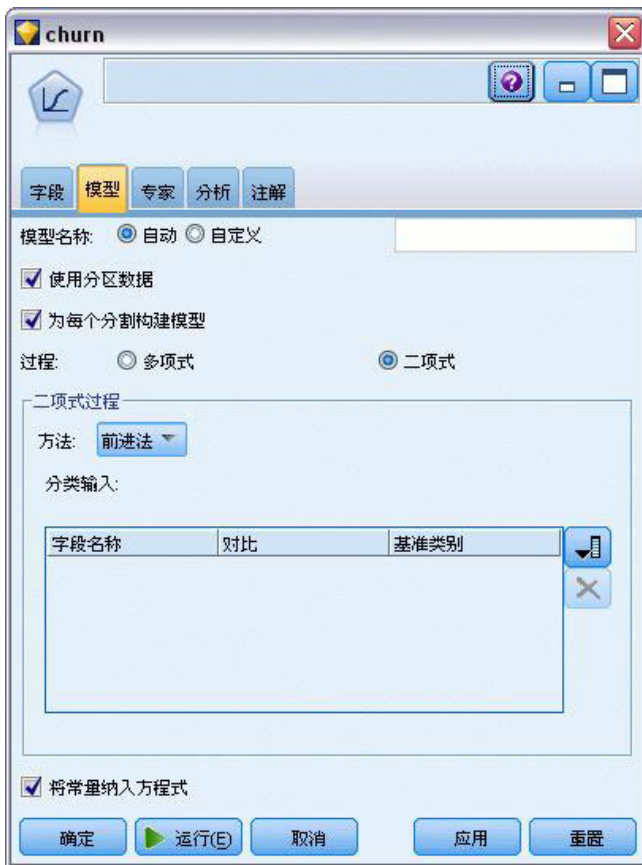 churn
字段 模型 专家 分析 注解
模型名称: 自动 自定义
使用分区数据
为每个分割构建模型
过程: 多项式 二项式
二项式过程
方法: 前进法
分类输入:
字段名称 对比 基准类别
将常量纳入方程式
确定 运行(E) 取消 应用 重置